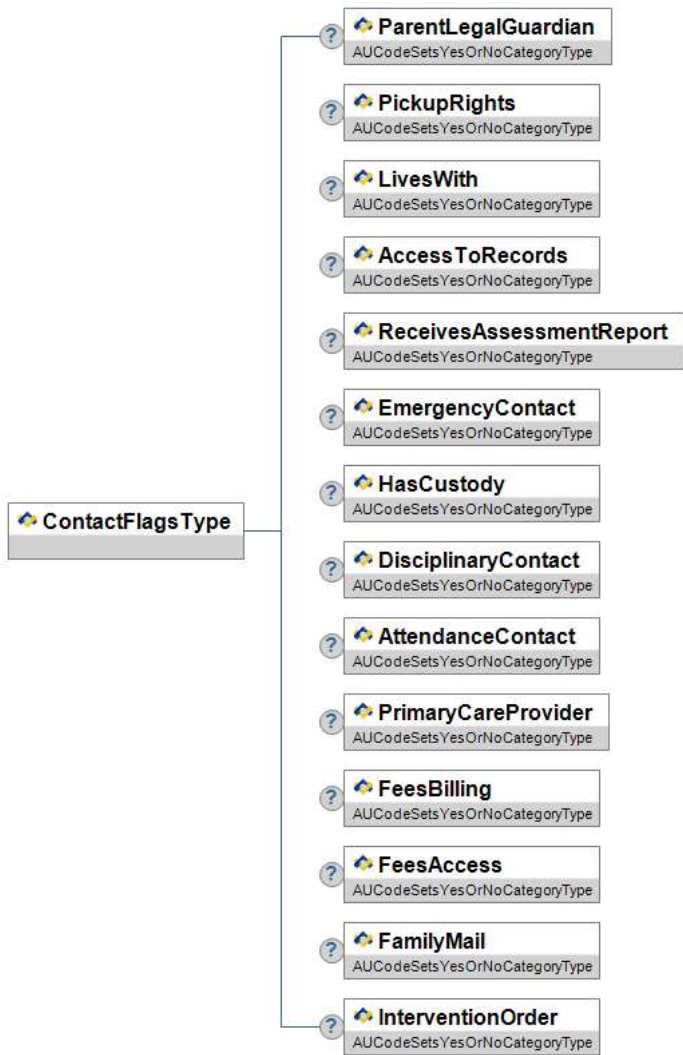 ?
ParentLegalGuardian
AUCodeSetsYesOrNoCategoryType
?
PickupRights
AUCodeSetsYesOrNoCategoryType
?
LivesWith
AUCodeSetsYesOrNoCategoryType
?
AccessToRecords
AUCodeSetsYesOrNoCategoryType
?
ReceivesAssessmentReport
AUCodeSetsYesOrNoCategoryType
?
EmergencyContact
AUCodeSetsYesOrNoCategoryType
?
HasCustody
AUCodeSetsYesOrNoCategoryType
ContactFlagsType
?
DisciplinaryContact
AUCodeSetsYesOrNoCategoryType
?
AttendanceContact
AUCodeSetsYesOrNoCategoryType
?
PrimaryCareProvider
AUCodeSetsYesOrNoCategoryType
?
FeesBilling
AUCodeSetsYesOrNoCategoryType
?
FeesAccess
AUCodeSetsYesOrNoCategoryType
?
FamilyMail
AUCodeSetsYesOrNoCategoryType
?
InterventionOrder
AUCodeSetsYesOrNoCategoryType